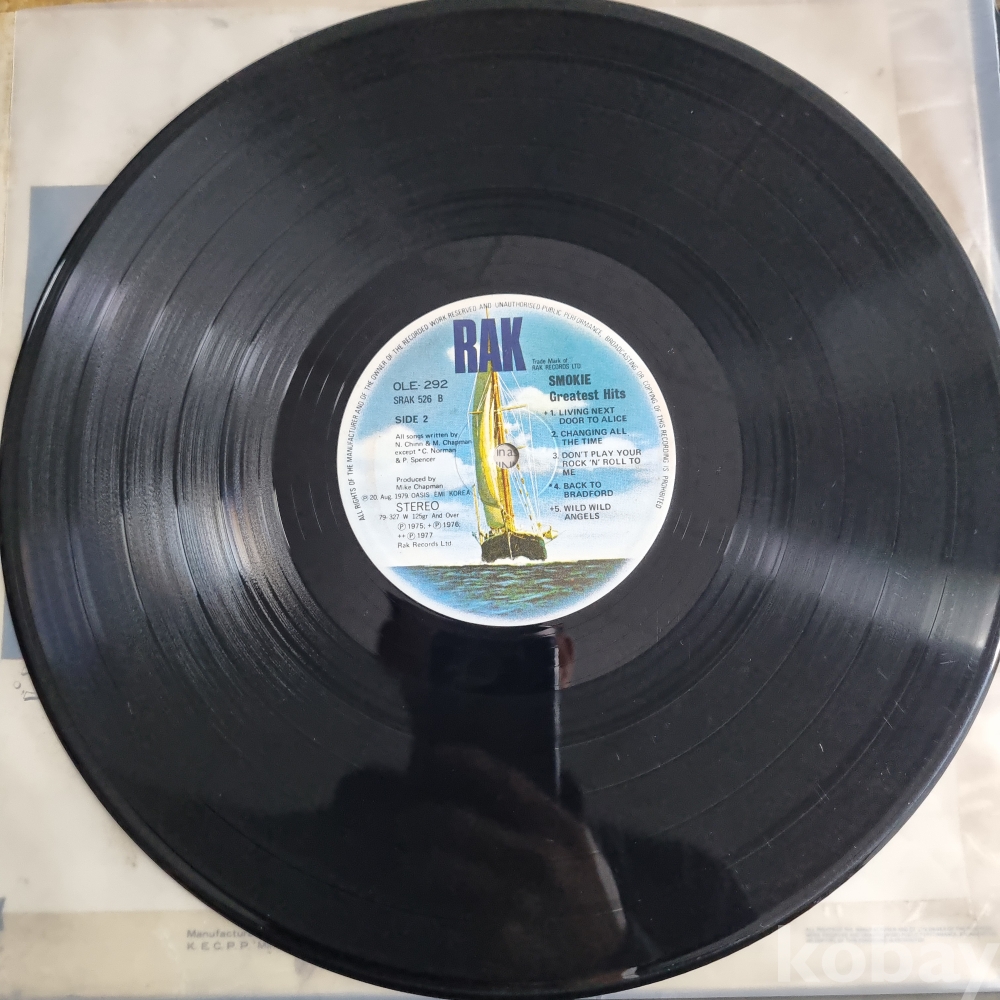 ALL RIGHTS OF THE MANUFACTURER AND OF THE OWNER OF THE RECORDED WORK RESERVED AND UNAUTHORISED PUBLIC PERFORMANCE, BROADCASTING OR COPYING OF THIS RECORDING IS PROHIBITED
RAK
Trade Mark of
RAK RECORDS LTD
OLE- 292
SRAK 526 B
SIDE 2
All songs written by
N. Chinn & M. Chapman
except *C. Norman
& P. Spencer
Produced by
Mike Chapman
Ⓟ20. Aug. 1979. OASIS EMI KOREA
STEREO
79-327 W 125gr And Over
Ⓟ 1975; +Ⓟ 1976;
++Ⓟ 1977
Rak Records Ltd
SMOKIE
Greatest Hits
+1. LIVING NEXT
DOOR TO ALICE
2. CHANGING ALL
THE TIME
3. DON'T PLAY YOUR
ROCK 'N' ROLL TO
ME
*4. BACK TO
BRADFORD
+5. WILD WILD
ANGELS
K. E. C. P. P.
kobay